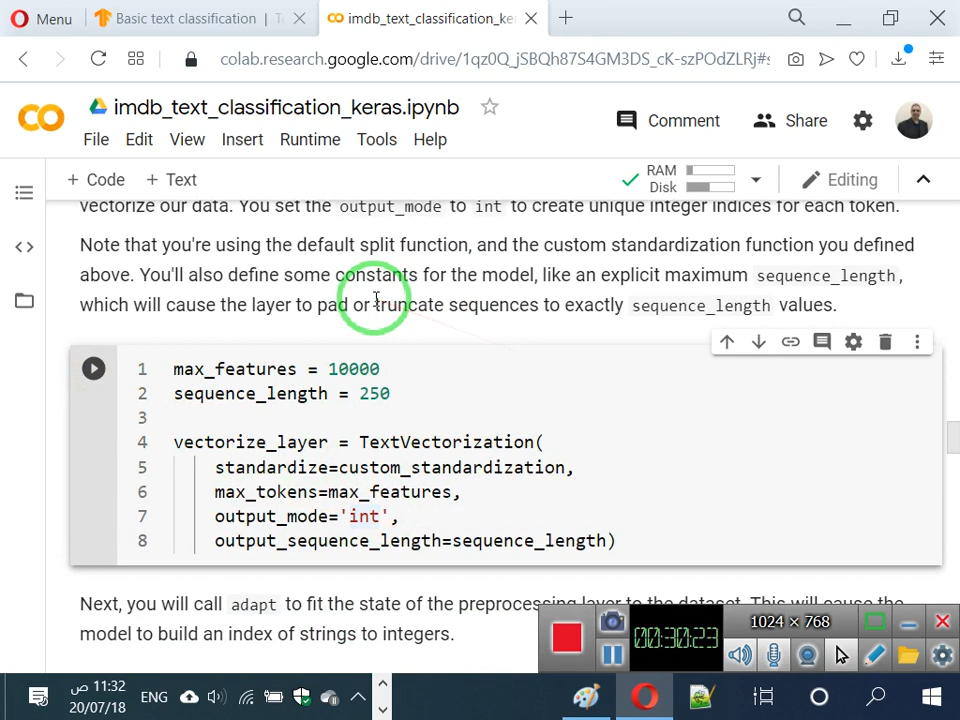 Menu
Basic text classification
imdb_text_classification_ke
colab.research.google.com/drive/1qz0Q_jSBQh87S4GM3DS_cK-szPOdZLRj#s
imdb_text_classification_keras.ipynb
Comment
Share
File Edit View Insert Runtime Tools Help
+ Code + Text
RAM
Disk
Editing
vectorize our data. You set the output_mode to int to create unique integer indices for each token.
Note that you're using the default split function, and the custom standardization function you defined
above. You'll also define some constants for the model, like an explicit maximum sequence_length,
which will cause the layer to pad or truncate sequences to exactly sequence_length values.
1 max_features = 10000
2 sequence_length = 250
3
4 vectorize_layer = TextVectorization(
5 standardize=custom_standardization,
6 max_tokens=max_features,
7 output_mode='int',
8 output_sequence_length=sequence_length)
Next, you will call adapt to fit the state of the preprocessing layer to the dataset. This will cause the
model to build an index of strings to integers.
1024 × 768
00:30:23
11:32 ص
20/07/18
ENG